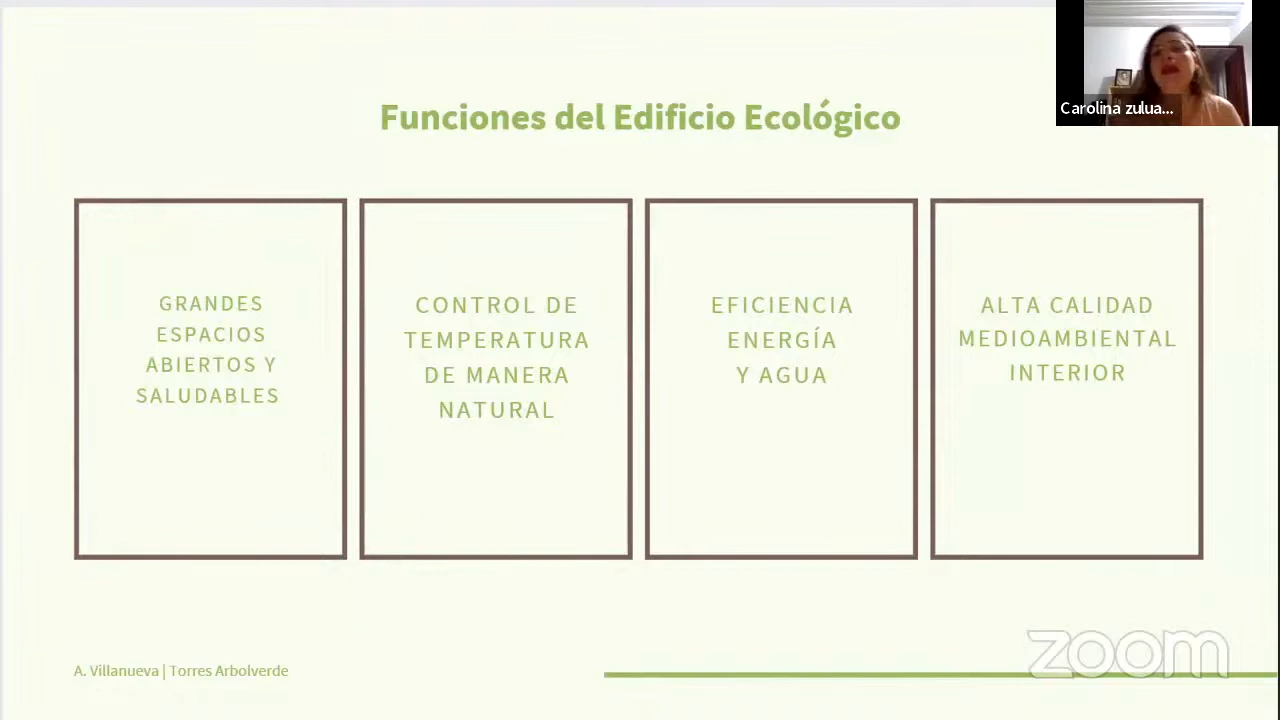 Funciones del Edificio Ecológico
Carolina zulua...
GRANDES
ESPACIOS
ABIERTOS Y
SALUDABLES
CONTROL DE
TEMPERATURA
DE MANERA
NATURAL
EFICIENCIA
ENERGÍA
Y AGUA
ALTA CALIDAD
MEDIOAMBIENTAL
INTERIOR
A. Villanueva | Torres Arbolverde
zoom